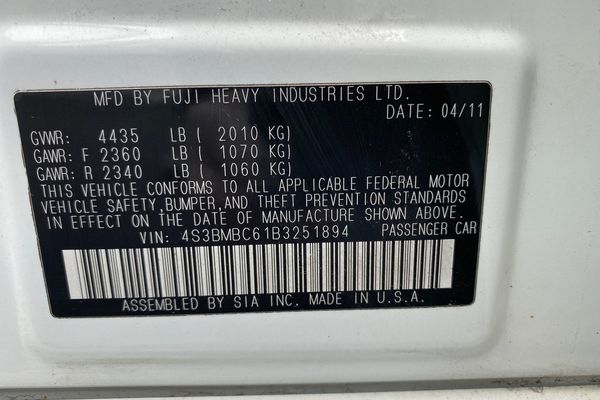 MFD BY FUJI HEAVY INDUSTRIES LTD.
DATE: 04/11
GVWR: 4435 LB ( 2010 KG)
GAWR: F 2360 LB ( 1070 KG)
GAWR: R 2340 LB ( 1060 KG)
THIS VEHICLE CONFORMS TO ALL APPLICABLE FEDERAL MOTOR
VEHICLE SAFETY,BUMPER,AND THEFT PREVENTION STANDARDS
IN EFFECT ON THE DATE OF MANUFACTURE SHOWN ABOVE.
VIN: 4S3BMBC61B3251894 PASSENGER CAR
ASSEMBLED BY SIA INC. MADE IN U.S.A.